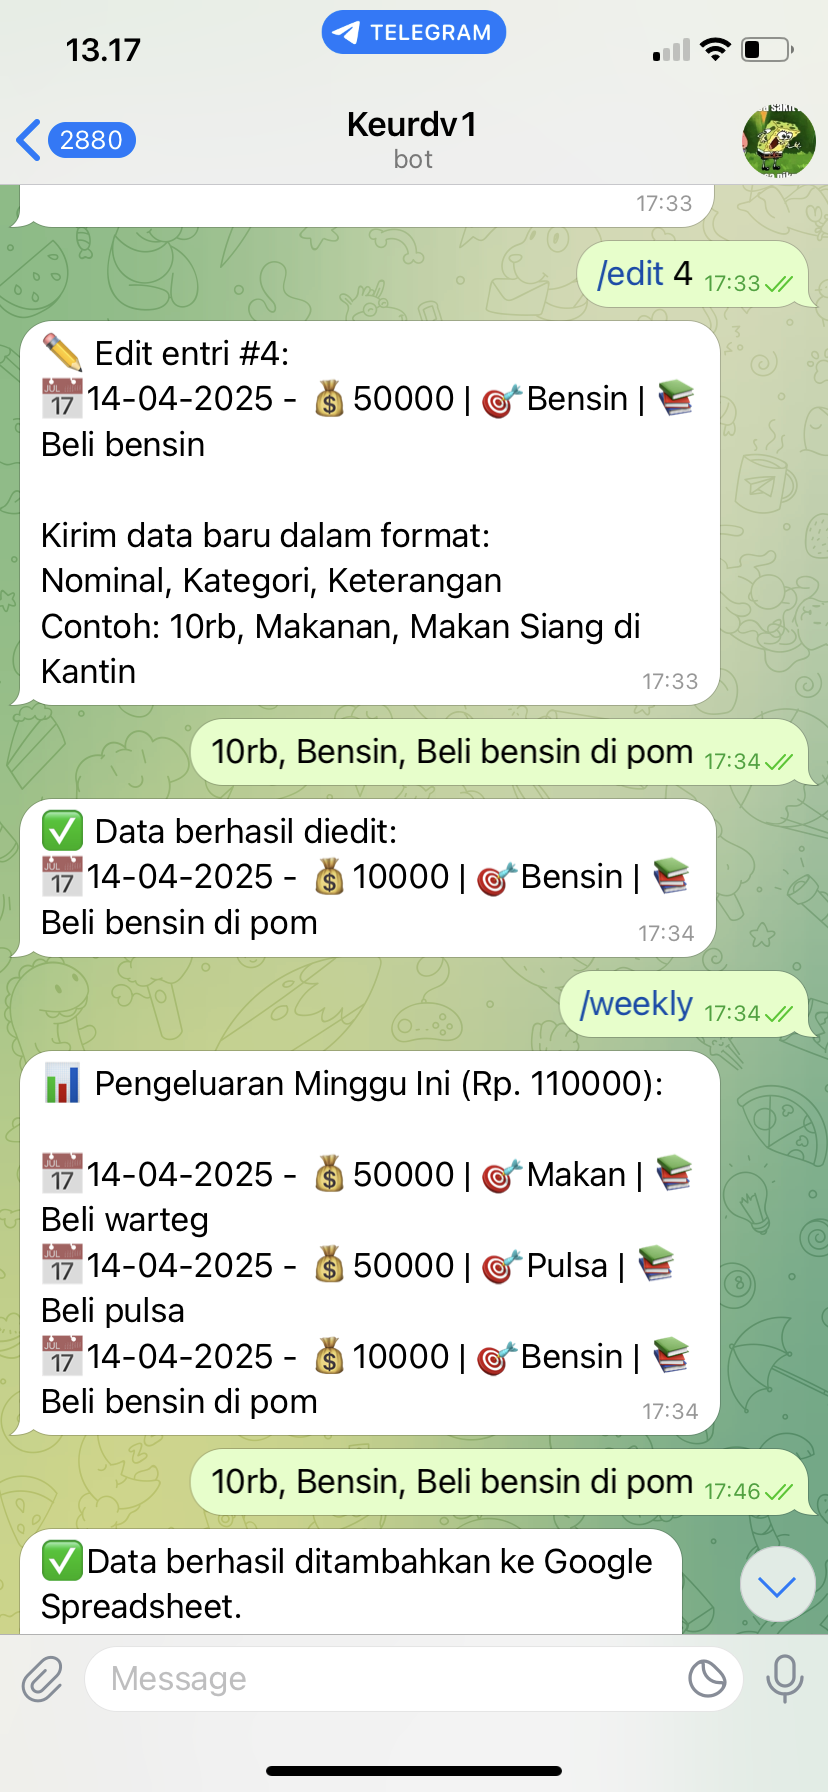 13.17
TELEGRAM
2880
Keurdv1
bot
17:33
/edit 4 17:33
Edit entri #4:
14-04-2025 - 50000 | Bensin |
Beli bensin
Kirim data baru dalam format:
Nominal, Kategori, Keterangan
Contoh: 10rb, Makanan, Makan Siang di
Kantin 17:33
10rb, Bensin, Beli bensin di pom 17:34
Data berhasil diedit:
14-04-2025 - 10000 | Bensin |
Beli bensin di pom 17:34
/weekly 17:34
Pengeluaran Minggu Ini (Rp. 110000):
14-04-2025 - 50000 | Makan |
Beli warteg
14-04-2025 - 50000 | Pulsa |
Beli pulsa
14-04-2025 - 10000 | Bensin |
Beli bensin di pom 17:34
10rb, Bensin, Beli bensin di pom 17:46
Data berhasil ditambahkan ke Google
Spreadsheet.
Message